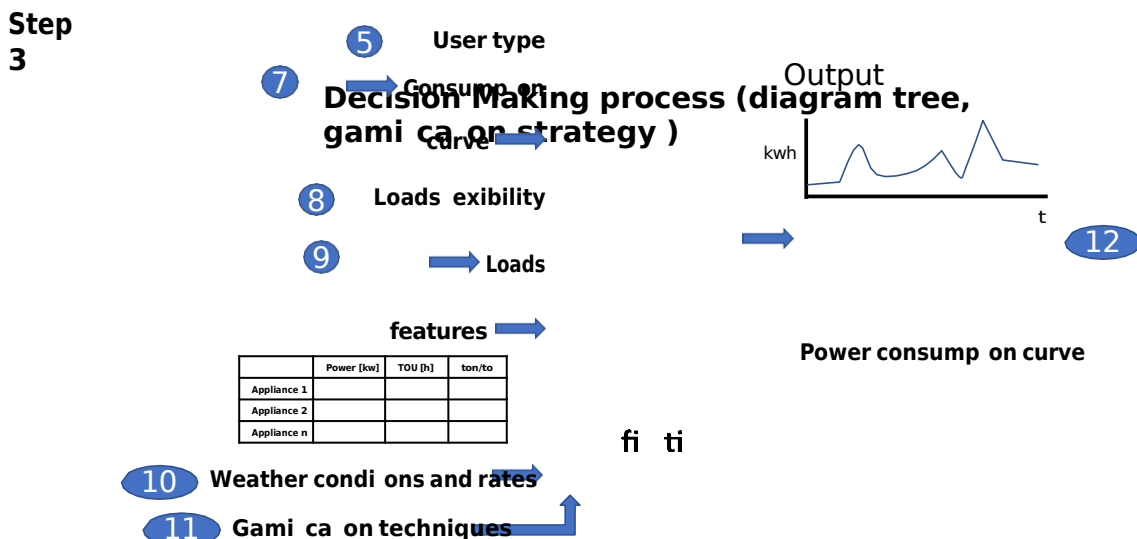 Step
3
5 User type
7 Consump on
Output
Decision Making process (diagram tree,
gami ca on strategy )
curve
kwh
8 Loads exibility
t
12
9 Loads
features
Power consump on curve
Power [kw] TOU [h] ton/to
Appliance 1
Appliance 2
Appliance n
fi ti
10 Weather condi ons and rates
11 Gami ca on techniques